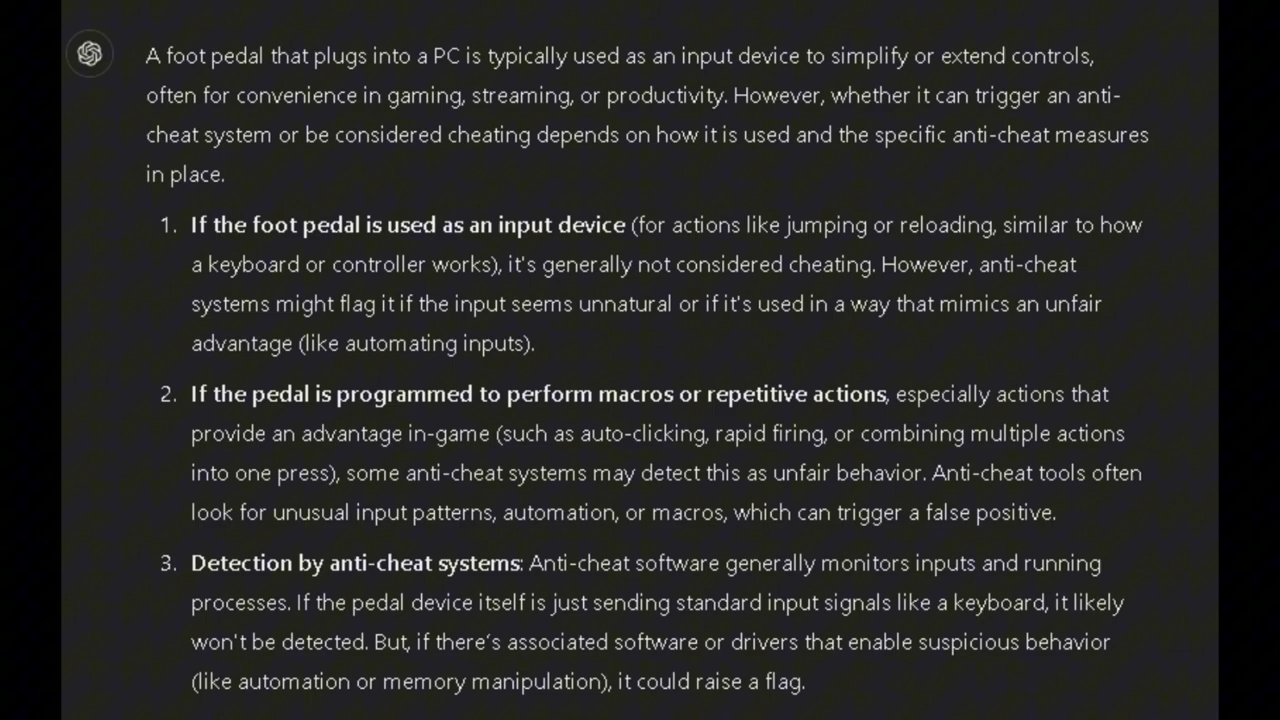 A foot pedal that plugs into a PC is typically used as an input device to simplify or extend controls,
often for convenience in gaming, streaming, or productivity. However, whether it can trigger an anti-
cheat system or be considered cheating depends on how it is used and the specific anti-cheat measures
in place.
1. If the foot pedal is used as an input device (for actions like jumping or reloading, similar to how
a keyboard or controller works), it's generally not considered cheating. However, anti-cheat
systems might flag it if the input seems unnatural or if it's used in a way that mimics an unfair
advantage (like automating inputs).
2. If the pedal is programmed to perform macros or repetitive actions, especially actions that
provide an advantage in-game (such as auto-clicking, rapid firing, or combining multiple actions
into one press), some anti-cheat systems may detect this as unfair behavior. Anti-cheat tools often
look for unusual input patterns, automation, or macros, which can trigger a false positive.
3. Detection by anti-cheat systems: Anti-cheat software generally monitors inputs and running
processes. If the pedal device itself is just sending standard input signals like a keyboard, it likely
won't be detected. But, if there's associated software or drivers that enable suspicious behavior
(like automation or memory manipulation), it could raise a flag.